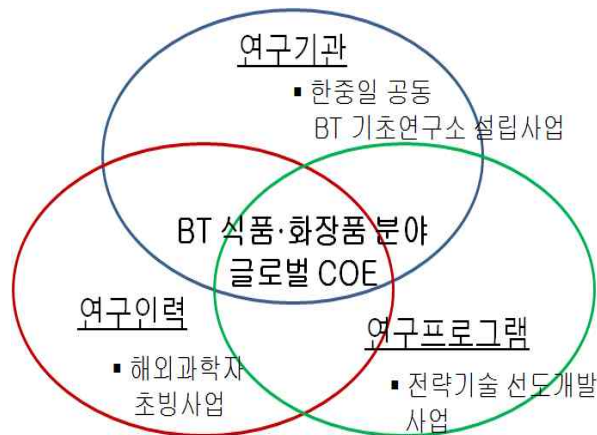 연구기관
▪ 한중일 공동
BT 기초연구소 설립사업
BT 식품·화장품 분야
글로벌 COE
연구인력
▪ 해외과학자
초빙사업
연구프로그램
▪ 전략기술 선도개발
사업